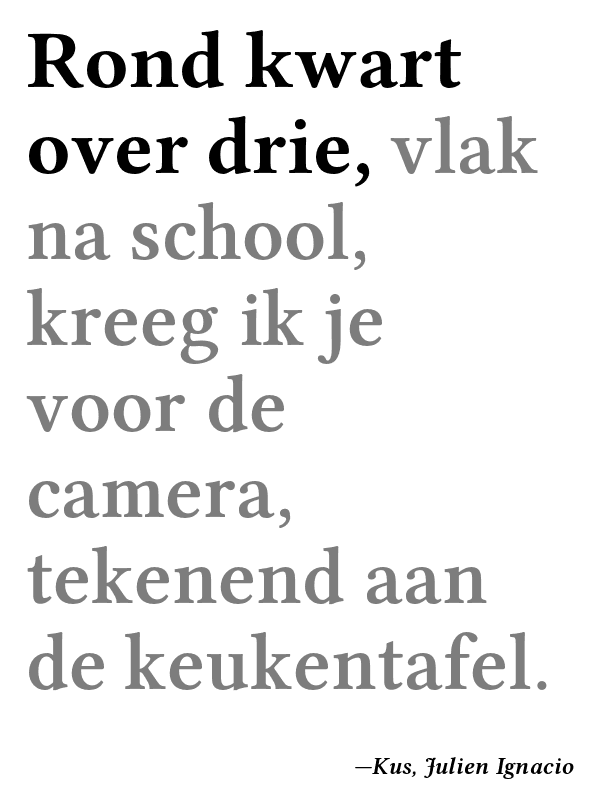 Rond kwart
over drie, vlak
na school,
kreeg ik je
voor de
camera,
tekenend aan
de keukentafel.
—Kus, Julien Ignacio